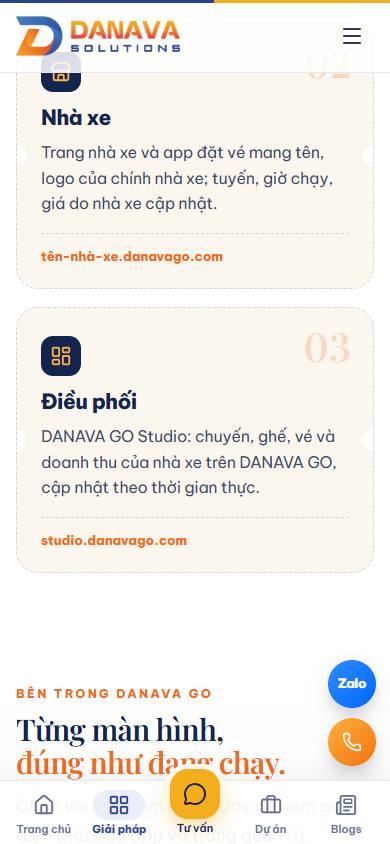 DANAVA
SOLUTIONS
02
Nhà xe
Trang nhà xe và app đặt vé mang tên,
logo của chính nhà xe; tuyến, giờ chạy,
giá do nhà xe cập nhật.
tên-nhà-xe.danavago.com
03
Điều phối
DANAVA GO Studio: chuyến, ghế, vé và
doanh thu của nhà xe trên DANAVA GO,
cập nhật theo thời gian thực.
studio.danavago.com
Zalo
BÊN TRONG DANAVA GO
Từng màn hình,
đúng như đang chạy.
Trang chủ
Giải pháp
Tư vấn
Dự án
Blogs